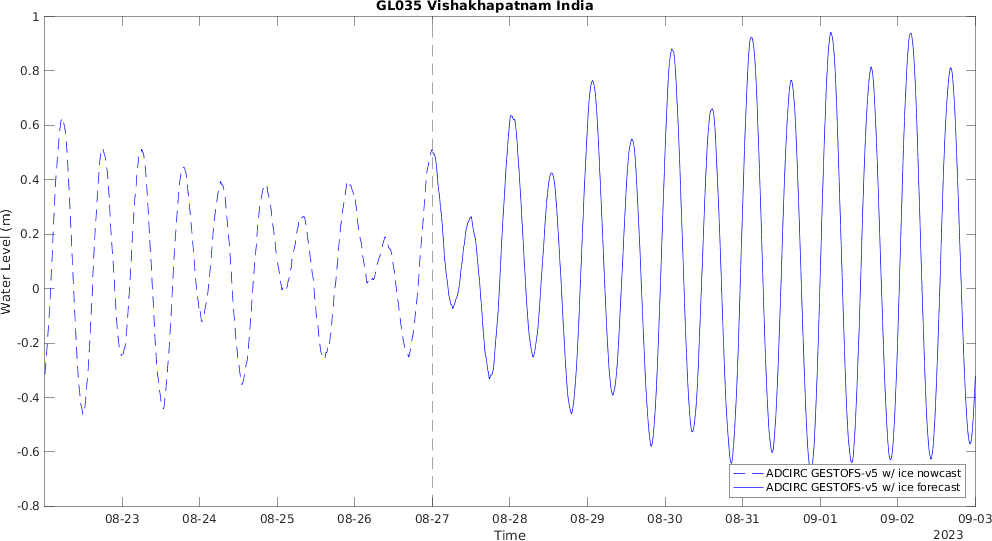 GL035 Vishakhapatnam India
1
0.8
0.6
0.4
0.2
0
-0.2
-0.4
-0.6
-0.8
Water Level (m)
ADCIRC GESTOFS-v5 w/ ice nowcast
ADCIRC GESTOFS-v5 w/ ice forecast
08-23 08-24 08-25 08-26 08-27 08-28 08-29 08-30 08-31 09-01 09-02 09-03
Time
2023